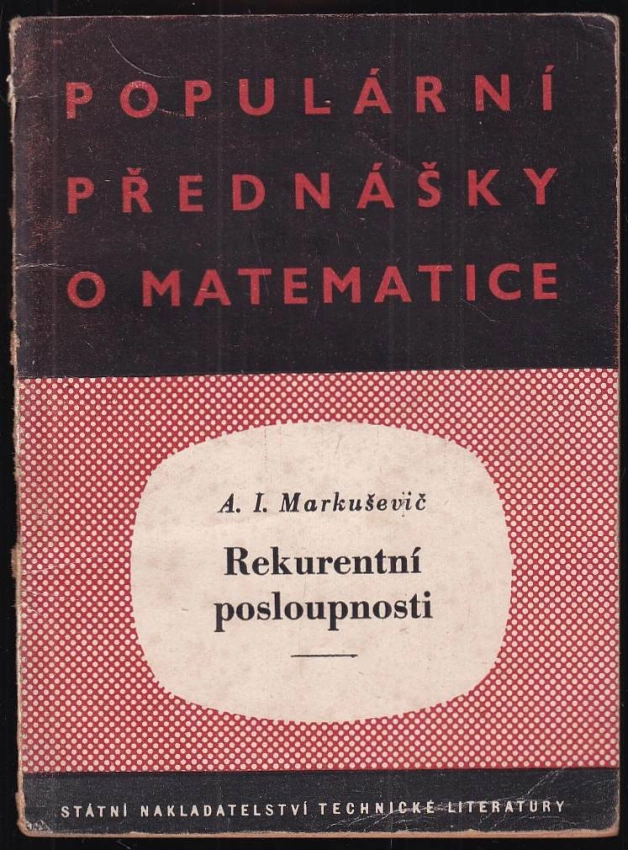 POPULÁRNÍ
PŘEDNÁŠKY
O MATEMATICE
A. I. Markuševič
Rekurentní
posloupnosti
STÁTNÍ NAKLADATELSTVÍ TECHNICKÉ LITERATURY